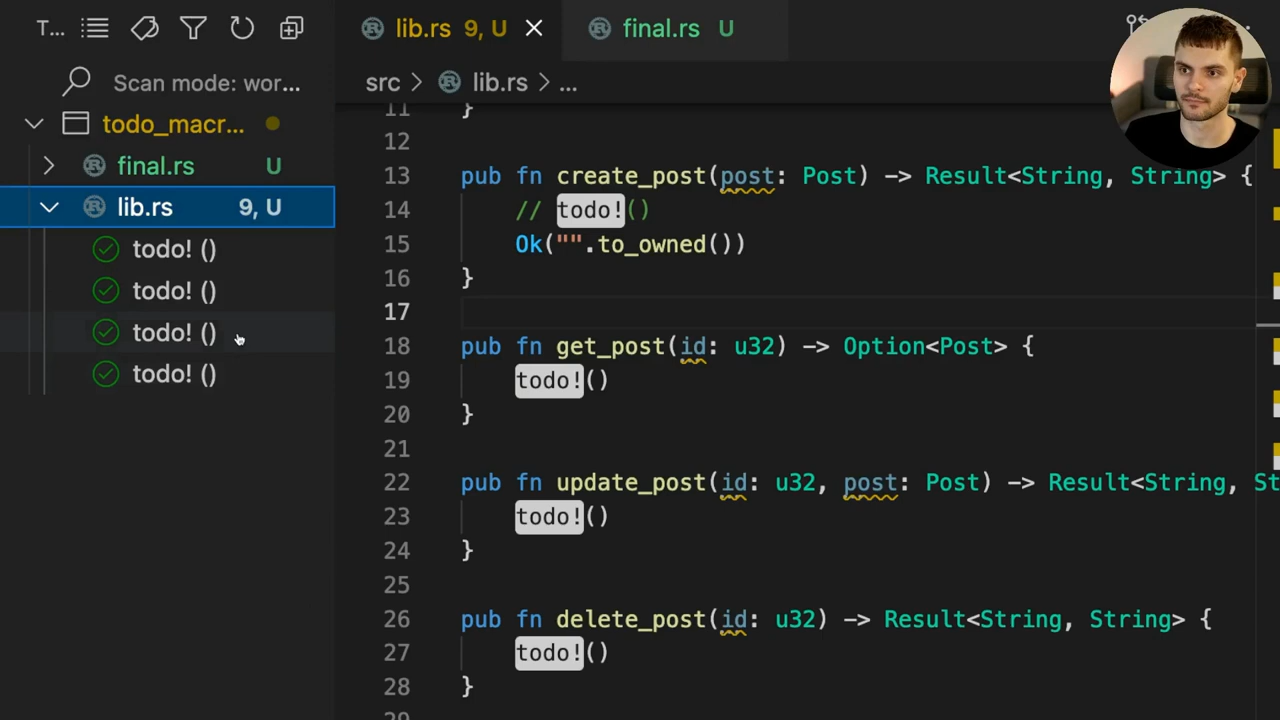 T...
Scan mode: wor...
todo_macr...
final.rs U
lib.rs 9, U
todo! ()
todo! ()
todo! ()
todo! ()
lib.rs 9, U
final.rs U
src > lib.rs > ...
11 }
12
13 pub fn create_post(post: Post) -> Result<String, String> {
14 // todo!()
15 Ok("".to_owned())
16 }
17
18 pub fn get_post(id: u32) -> Option<Post> {
19 todo!()
20 }
21
22 pub fn update_post(id: u32, post: Post) -> Result<String, St
23 todo!()
24 }
25
26 pub fn delete_post(id: u32) -> Result<String, String> {
27 todo!()
28 }
29